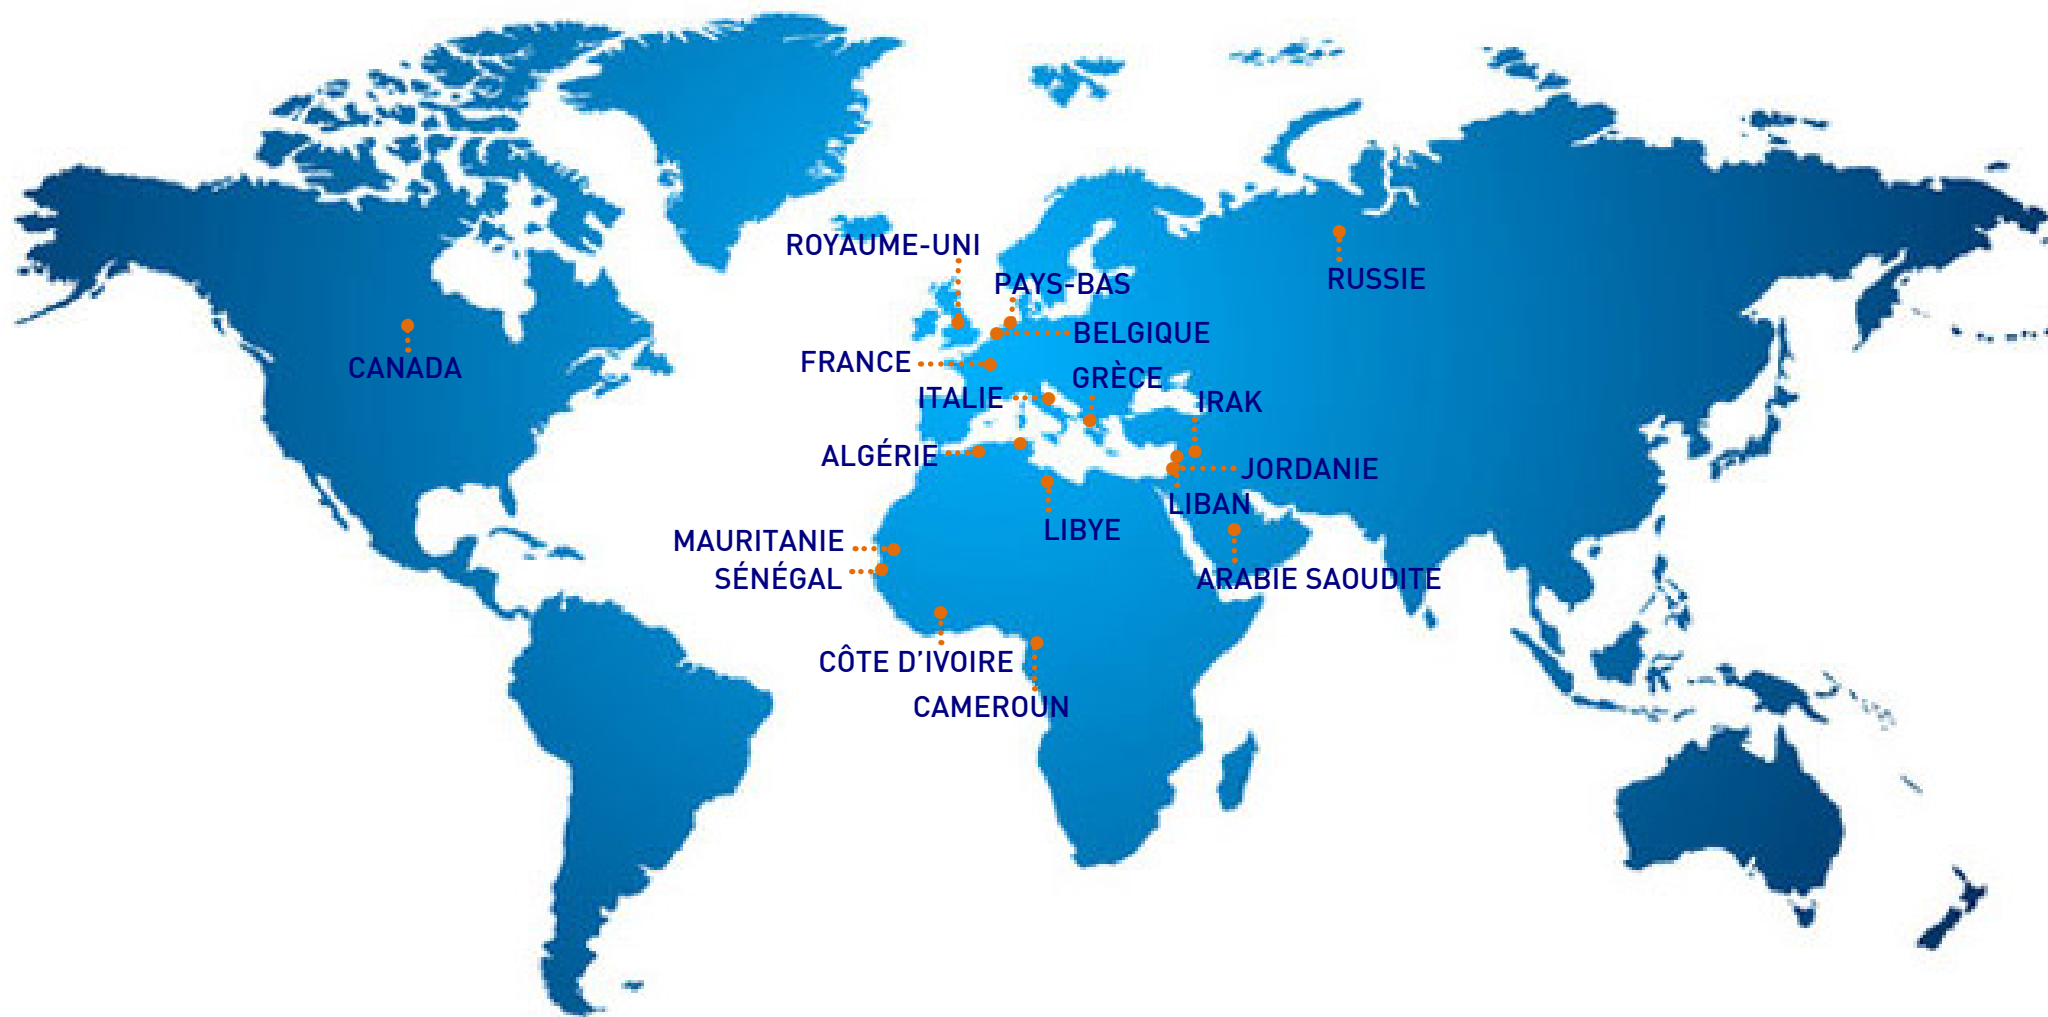 ROYAUME-UNI
PAYS-BAS
RUSSIE
BELGIQUE
CANADA
FRANCE
GRÈCE
ITALIE
IRAK
ALGÉRIE
JORDANIE
LIBAN
LIBYE
MAURITANIE
SÉNÉGAL
ARABIE SAOUDITE
CÔTE D’IVOIRE
CAMEROUN